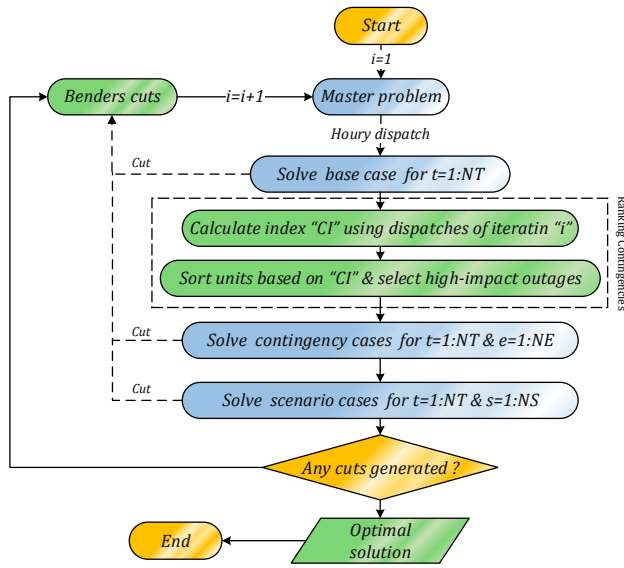 Start
i=1
Benders cuts
i=i+1
Master problem
Houry dispatch
Cut
Solve base case for t=1:NT
Calculate index “CI” using dispatches of iteratin “i”
Sort units based on “CI” & select high-impact outages
Ranking Contingencie's
Cut
Solve contingency cases for t=1:NT & e=1:NE
Cut
Solve scenario cases for t=1:NT & s=1:NS
Any cuts generated ?
End
Optimal
solution